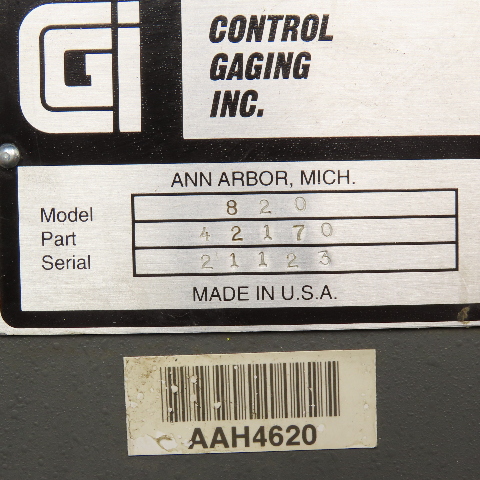 Gi
CONTROL
GAGING
INC.
ANN ARBOR, MICH.
Model 820
Part 42170
Serial 21123
MADE IN U.S.A.
AAH4620